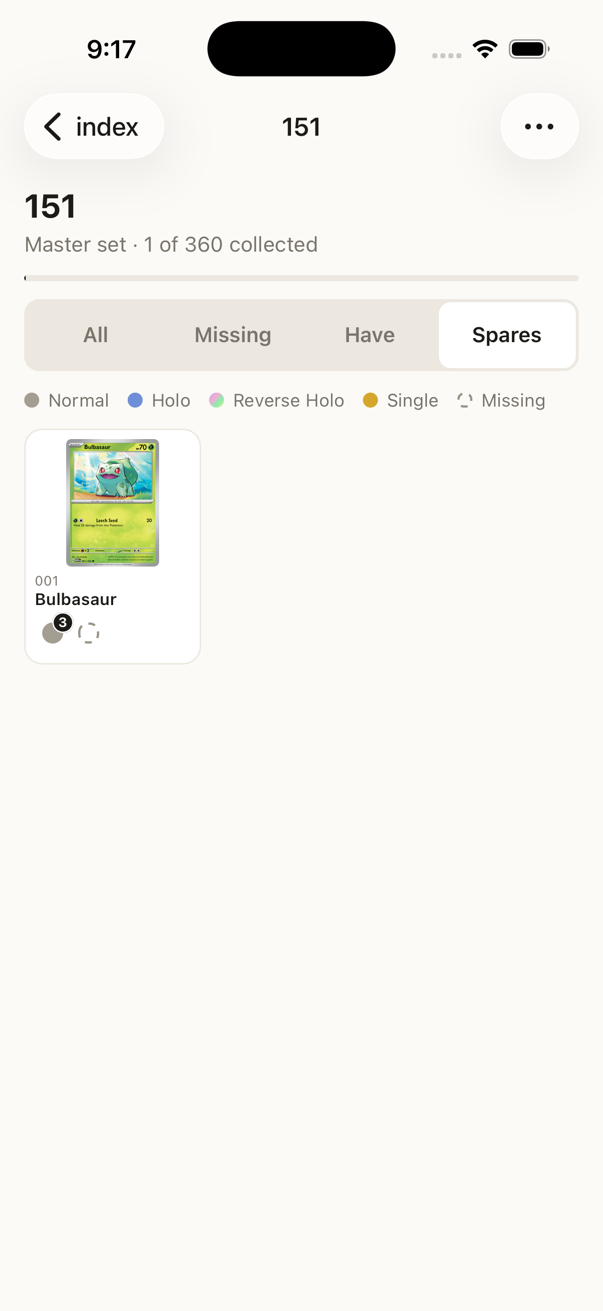 9:17
index
151
151
Master set · 1 of 360 collected
All Missing Have Spares
Normal Holo Reverse Holo Single Missing
Bulbasaur 70
Leech Seed 20
001
Bulbasaur
3